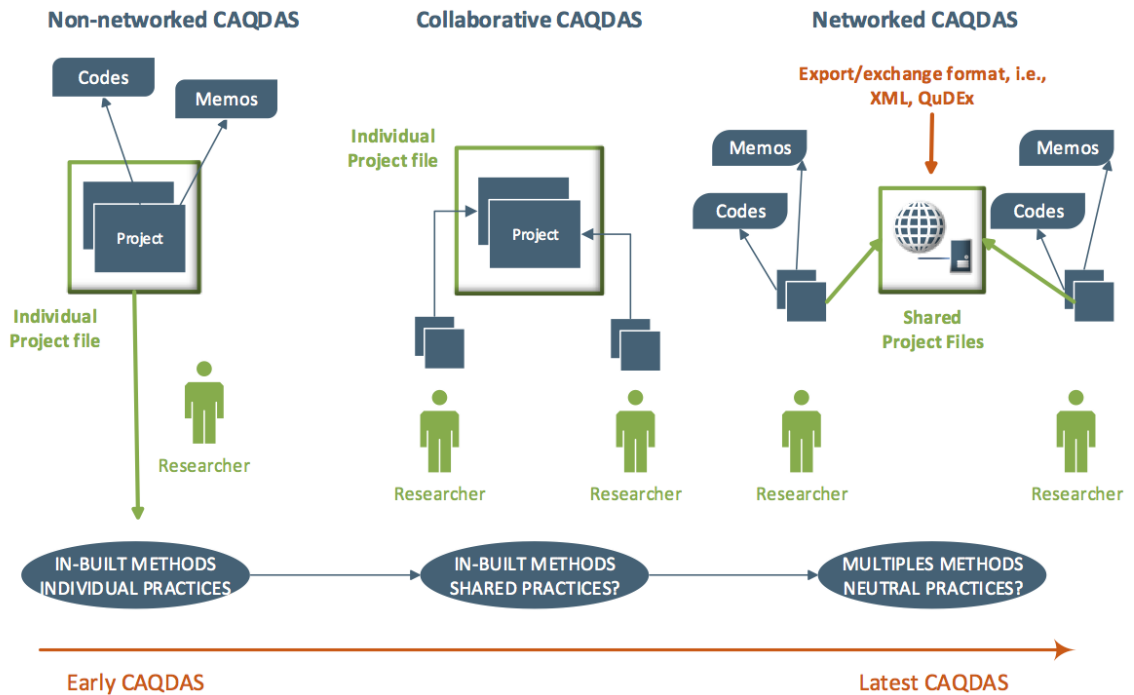 Non-networked CAQDAS
Codes
Memos
Project
Individual
Project file
Researcher
IN-BUILT METHODS
INDIVIDUAL PRACTICES
Collaborative CAQDAS
Individual
Project file
Project
Researcher
Researcher
IN-BUILT METHODS
SHARED PRACTICES?
Networked CAQDAS
Export/exchange format, i.e.,
XML, QuDEx
Memos
Codes
Memos
Codes
Shared
Project Files
Researcher
Researcher
MULTIPLES METHODS
NEUTRAL PRACTICES?
Early CAQDAS
Latest CAQDAS